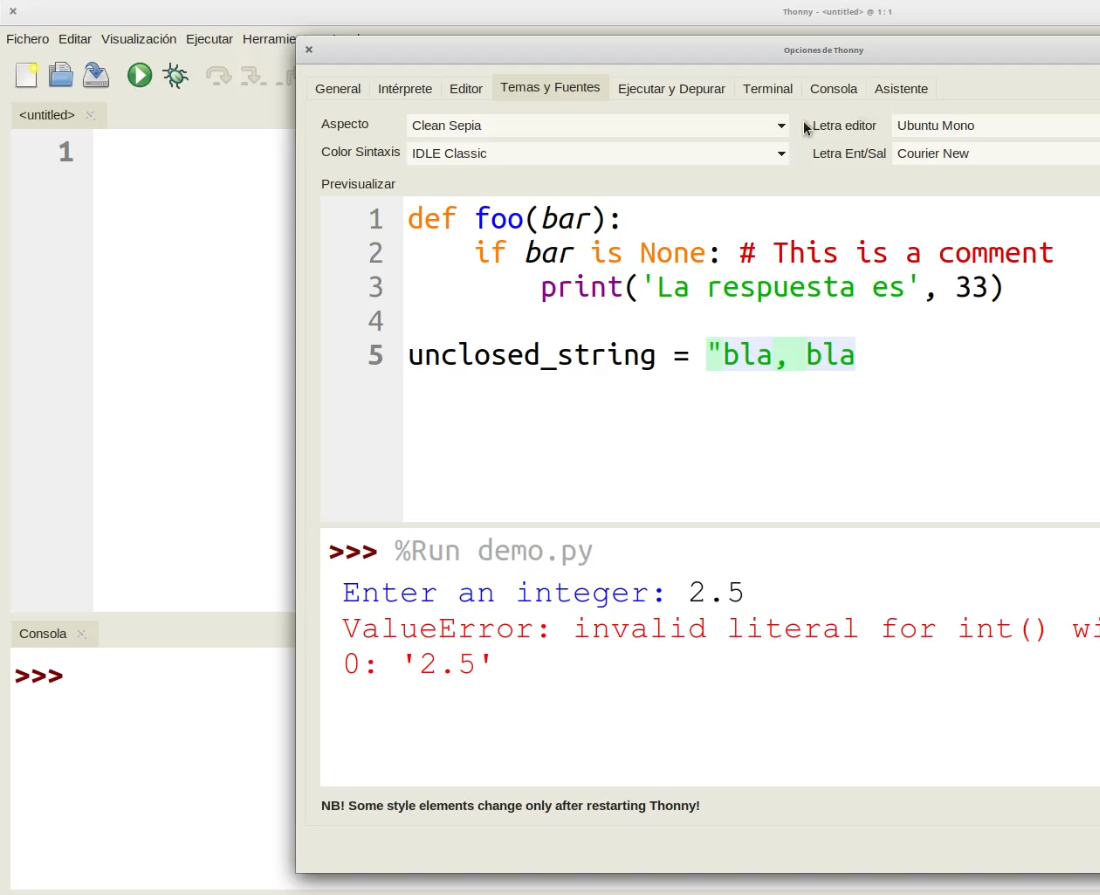 Thonny - <untitled> @ 1 : 1
Fichero Editar Visualización Ejecutar
Opciones de Thonny
General Intérprete Editor Temas y Fuentes Ejecutar y Depurar Terminal Consola Asistente
<untitled>
Aspecto Clean Sepia Letra editor Ubuntu Mono
Color Sintaxis IDLE Classic Letra Ent/Sal Courier New
Previsualizar
1
1 def foo(bar):
2 if bar is None: # This is a comment
3 print('La respuesta es', 33)
4
5 unclosed_string = "bla, bla
>>> %Run demo.py
Enter an integer: 2.5
ValueError: invalid literal for int() wi
0: '2.5'
Consola
>>>
NB! Some style elements change only after restarting Thonny!